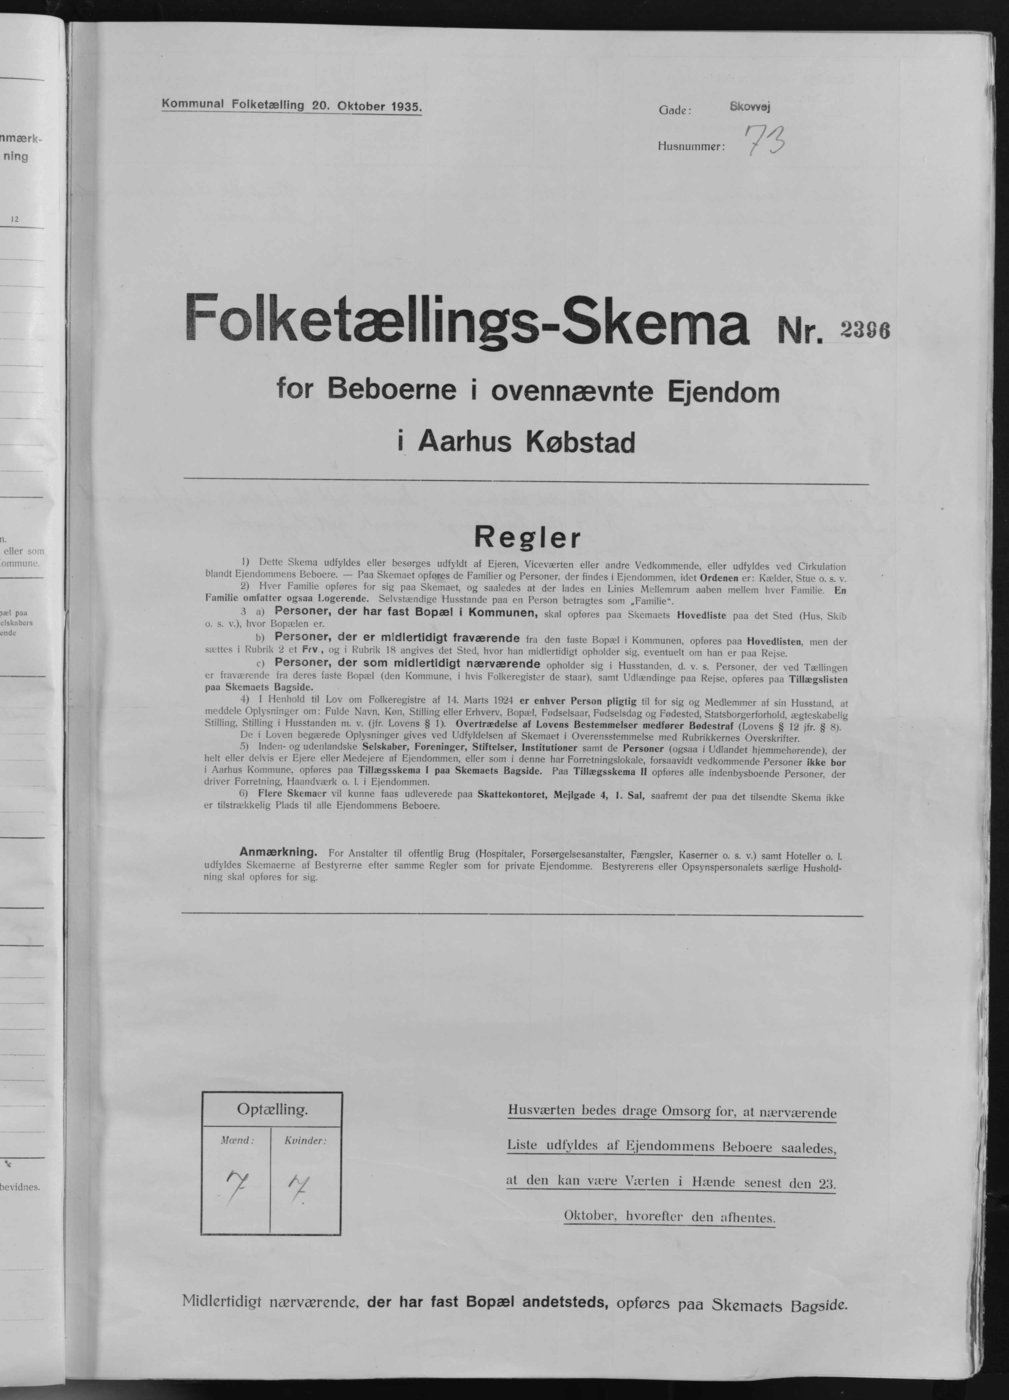 nmærk-
ning
12
n.
eller som
ommune.
pæl paa
elskabers
ende
bevidnes.
Kommunal Folketælling 20. Oktober 1935.
Gade: Skovvej
Husnummer: 73
Folketællings-Skema Nr. 2396
for Beboerne i ovennævnte Ejendom
i Aarhus Købstad
Regler
1) Dette Skema udfyldes eller besørges udfyldt af Ejeren, Viceværten eller andre Vedkommende, eller udfyldes ved Cirkulation
blandt Ejendommens Beboere. — Paa Skemaet opføres de Familier og Personer, der findes i Ejendommen, idet Ordenen er: Kælder, Stue o. s. v.
2) Hver Familie opføres for sig paa Skemaet, og saaledes at der lades en Linies Mellemrum aaben mellem hver Familie. En
Familie omfatter ogsaa Logerende. Selvstændige Husstande paa en Person betragtes som „Familie“.
3 a) Personer, der har fast Bopæl i Kommunen, skal opføres paa Skemaets Hovedliste paa det Sted (Hus, Skib
o. s. v.), hvor Bopælen er.
b) Personer, der er midlertidigt fraværende fra den faste Bopæl i Kommunen, opføres paa Hovedlisten, men der
sættes i Rubrik 2 et Frv., og i Rubrik 18 angives det Sted, hvor han midlertidigt opholder sig, eventuelt om han er paa Rejse.
c) Personer, der som midlertidigt nærværende opholder sig i Husstanden, d. v. s. Personer, der ved Tællingen
er fraværende fra deres faste Bopæl (den Kommune, i hvis Folkeregister de staar), samt Udlændinge paa Rejse, opføres paa Tillægslisten
paa Skemaets Bagside.
4) I Henhold til Lov om Folkeregistre af 14. Marts 1924 er enhver Person pligtig til for sig og Medlemmer af sin Husstand, at
meddele Oplysninger om: Fulde Navn, Køn, Stilling eller Erhverv, Bopæl, Fødselsaar, Fødselsdag og Fødested, Statsborgerforhold, ægteskabelig
Stilling, Stilling i Husstanden m. v. (jfr. Lovens § 1). Overtrædelse af Lovens Bestemmelser medfører Bødestraf (Lovens § 12 jfr. § 8).
De i Loven begærede Oplysninger gives ved Udfyldelsen af Skemaet i Overensstemmelse med Rubrikkernes Overskrifter.
5) Inden- og udenlandske Selskaber, Foreninger, Stiftelser, Institutioner samt de Personer (ogsaa i Udlandet hjemmehørende), der
helt eller delvis er Ejere eller Medejere af Ejendommen, eller som i denne har Forretningslokale, forsaavidt vedkommende Personer ikke bor
i Aarhus Kommune, opføres paa Tillægsskema I paa Skemaets Bagside. Paa Tillægsskema II opføres alle indenbysboende Personer, der
driver Forretning, Haandværk o. l. i Ejendommen.
6) Flere Skemaer vil kunne faas udleverede paa Skattekontoret, Mejlgade 4, 1. Sal, saafremt der paa det tilsendte Skema ikke
er tilstrækkelig Plads til alle Ejendommens Beboere.
Anmærkning. For Anstalter til offentlig Brug (Hospitaler, Forsørgelsesanstalter, Fængsler, Kaserner o. s. v.) samt Hoteller o. l.
udfyldes Skemaerne af Bestyrerne efter samme Regler som for private Ejendomme. Bestyrerens eller Opsynspersonalets særlige Hushold-
ning skal opføres for sig.
Optælling.
Mænd: Kvinder:
7 7
Husværten bedes drage Omsorg for, at nærværende
Liste udfyldes af Ejendommens Beboere saaledes,
at den kan være Værten i Hænde senest den 23.
Oktober, hvorefter den afhentes.
Midlertidigt nærværende, der har fast Bopæl andetsteds, opføres paa Skemaets Bagside.